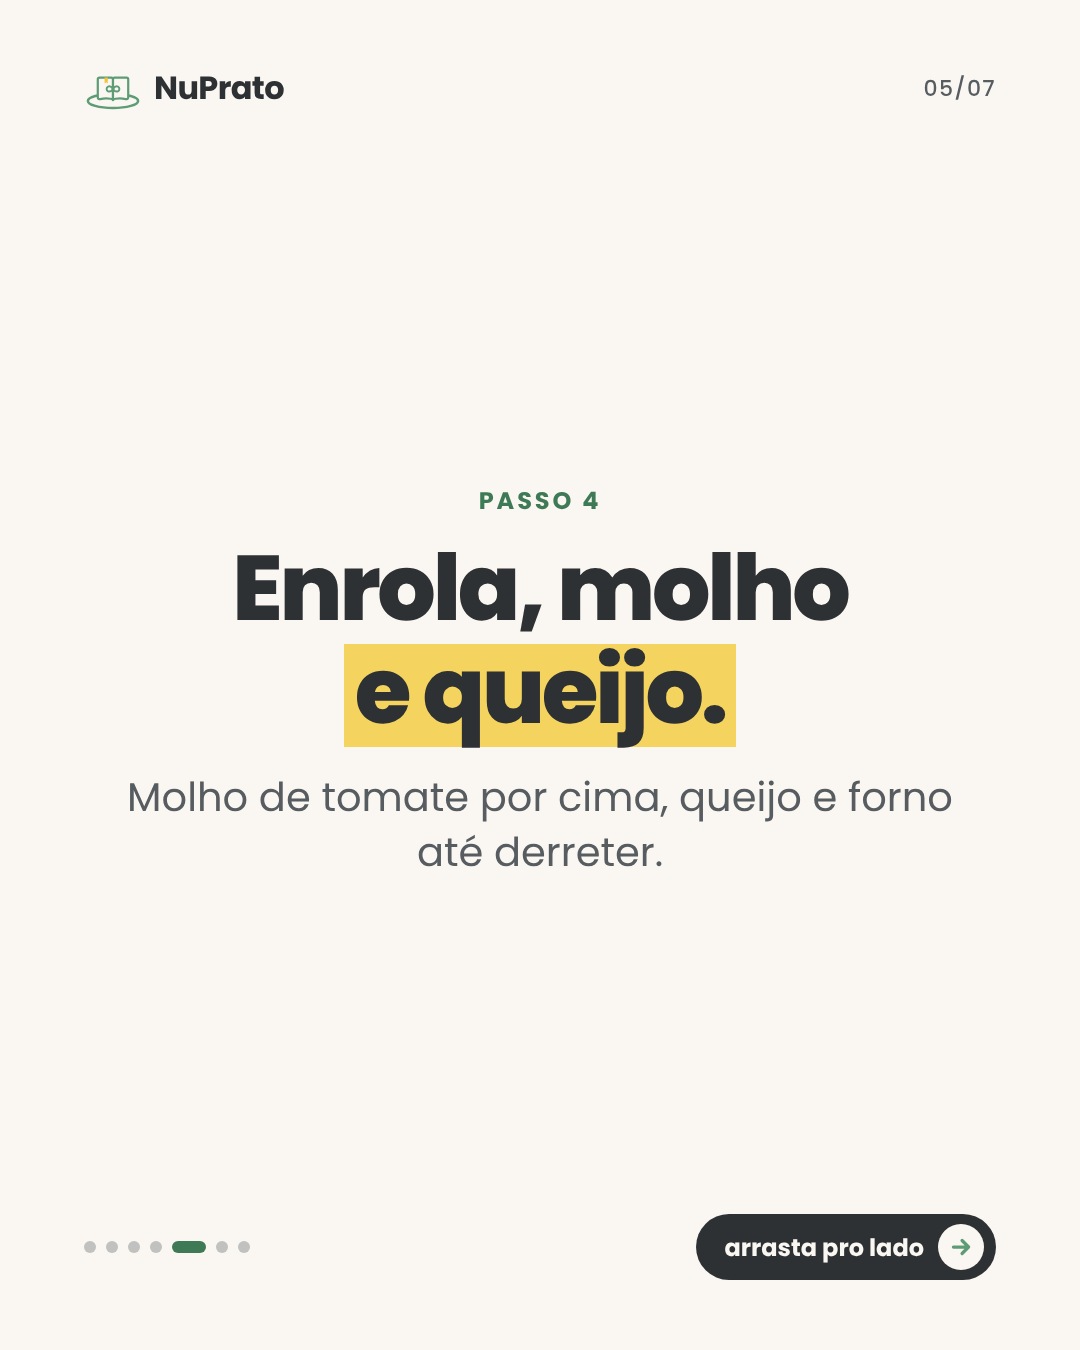 NuPrato
05/07
PASSO 4
Enrola, molho
e queijo.
Molho de tomate por cima, queijo e forno
até derreter.
arrasta pro lado